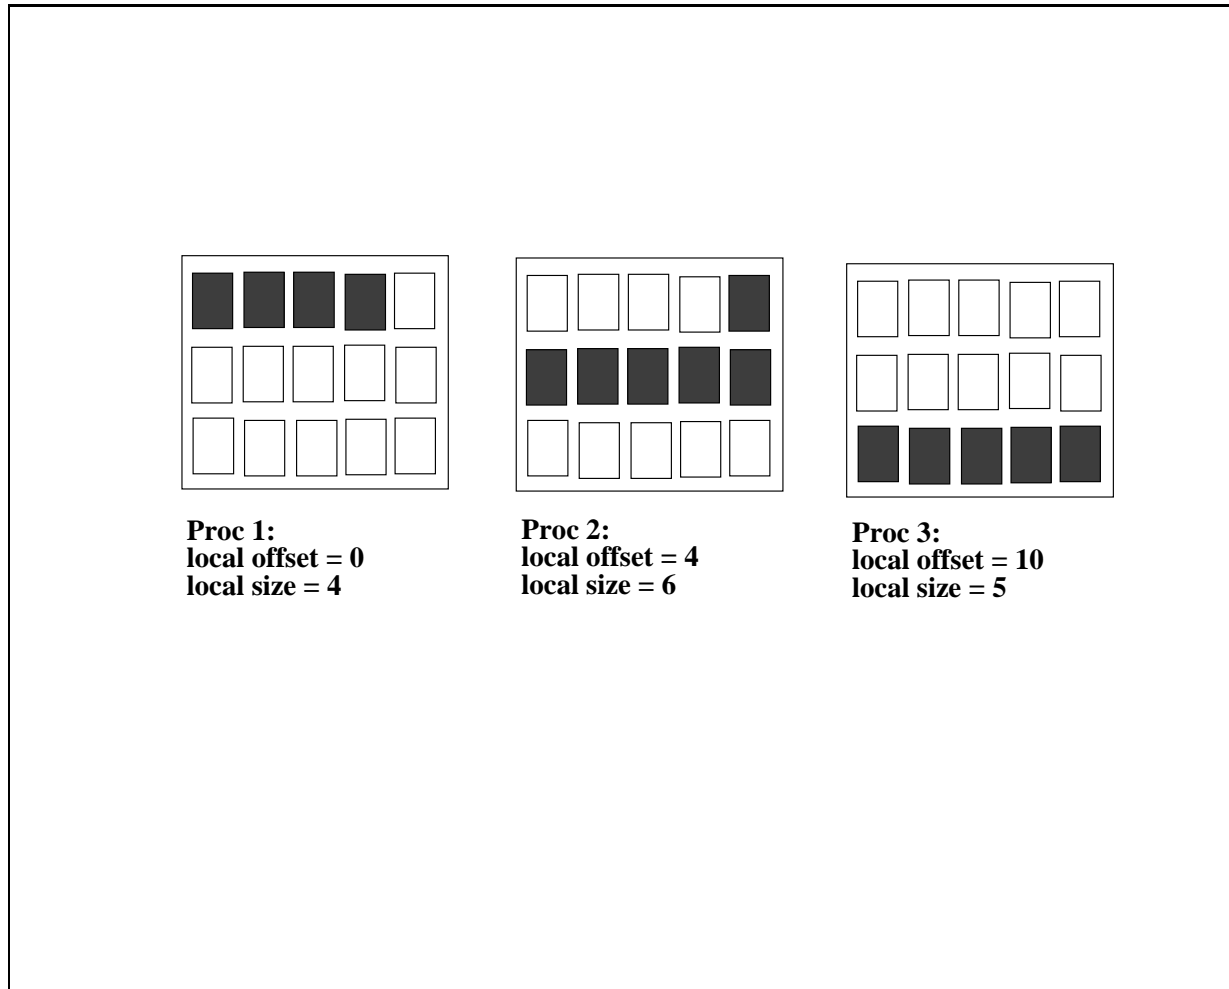 Proc 1:
local offset = 0
local size = 4
Proc 2:
local offset = 4
local size = 6
Proc 3:
local offset = 10
local size = 5